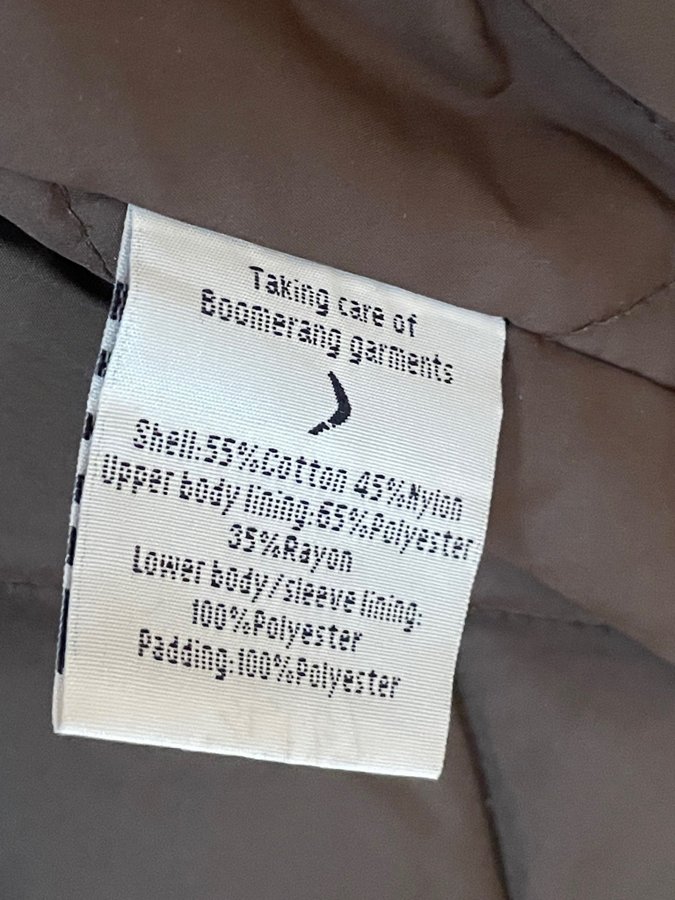 Taking care of
Boomerang garments
Shell:55%Cotton 45%Nylon
Upper body lining:65%Polyester
35%Rayon
Lower body/sleeve lining:
100%Polyester
Padding:100%Polyester